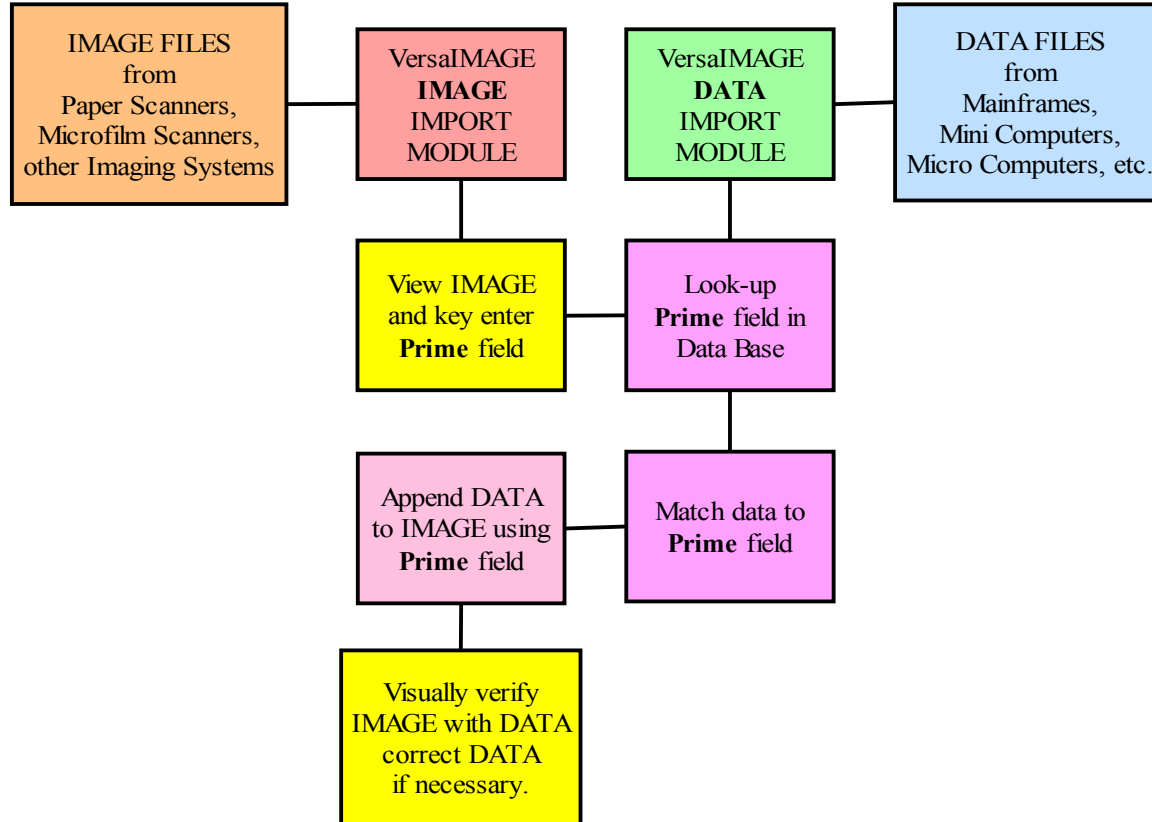 IMAGE FILES
from
Paper Scanners,
Microfilm Scanners,
other Imaging Systems
VersaIMAGE
IMAGE
IMPORT
MODULE
VersaIMAGE
DATA
IMPORT
MODULE
DATA FILES
from
Mainframes,
Mini Computers,
Micro Computers, etc.
View IMAGE
and key enter
Prime field
Look-up
Prime field in
Data Base
Append DATA
to IMAGE using
Prime field
Match data to
Prime field
Visually verify
IMAGE with DATA
correct DATA
if necessary.